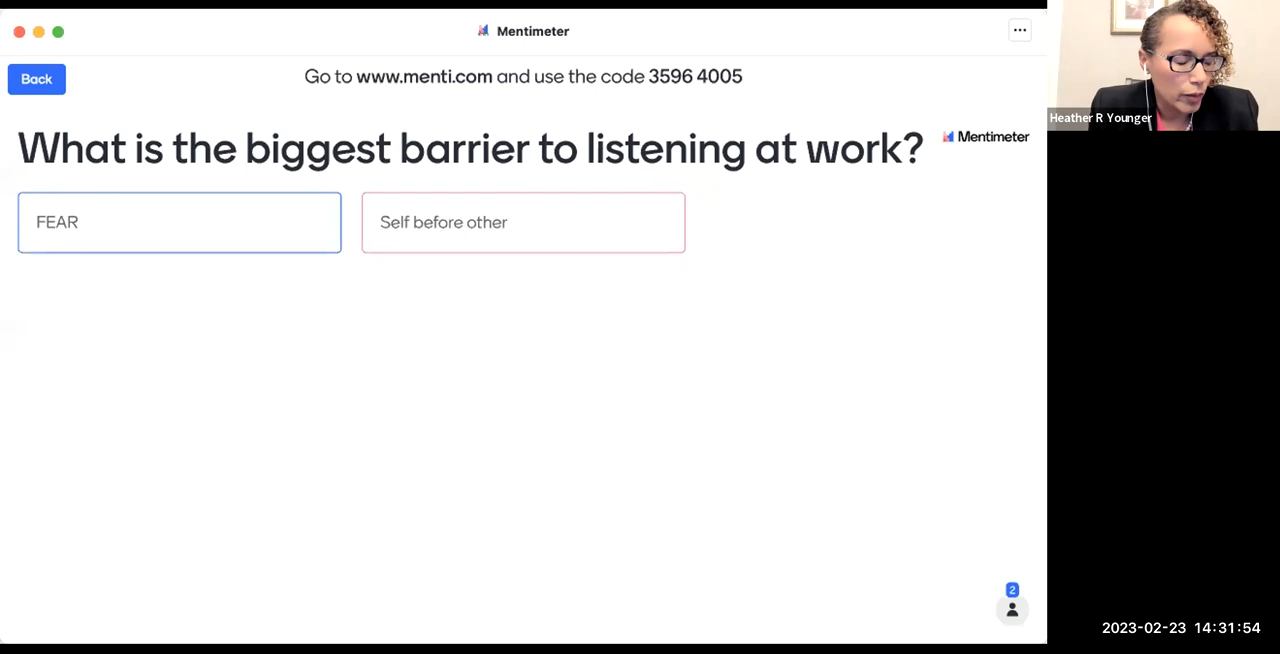 Mentimeter
Back
Go to www.menti.com and use the code 3596 4005
What is the biggest barrier to listening at work?
Mentimeter
FEAR
Self before other
2
Heather R Younger
2023-02-23 14:31:54